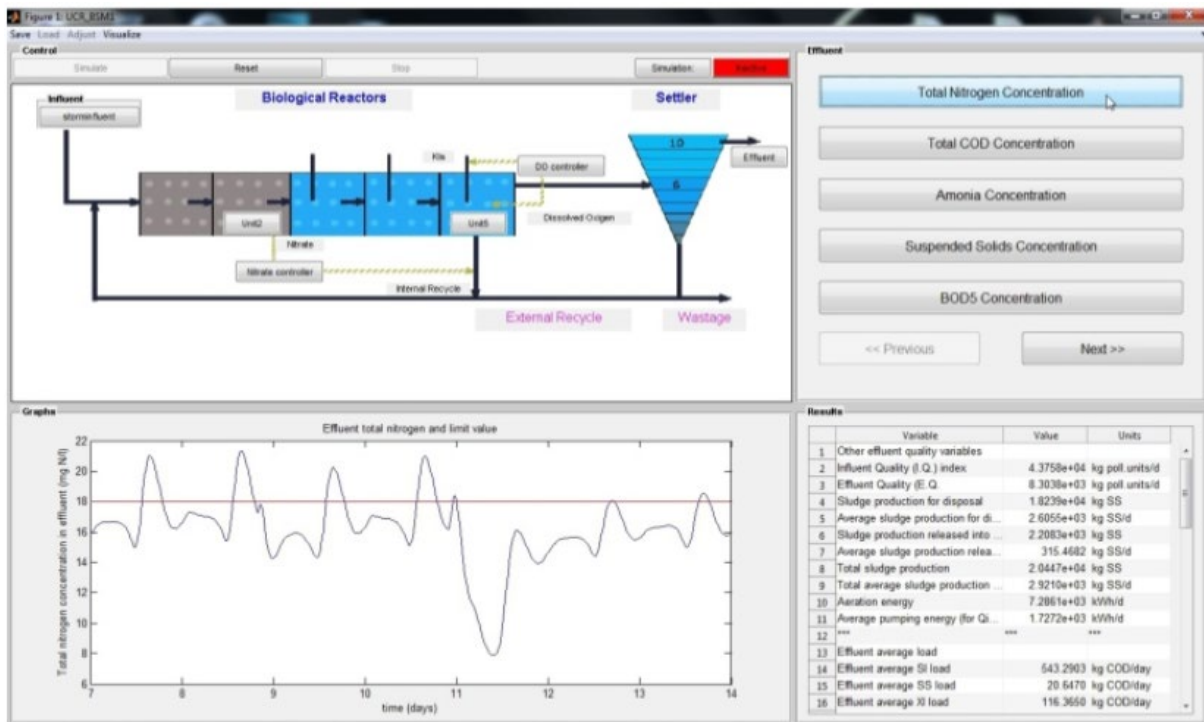 Figure 1: UCR_BSM1
Save Load Adjust Visualize
Control
Simulate Reset Stop Simulation:
Biological Reactors
Settler
Influent
storminfluent
10
Kla
DO controller
Effluent
6
Unit2
Unit5
Dissolved Oxigen
Nitrate
Nitrate controller
Internal Recycle
External Recycle
Wastage
Effluent
Total Nitrogen Concentration
Total COD Concentration
Amonia Concentration
Suspended Solids Concentration
BOD5 Concentration
<< Previous Next >>
Graphs
Effluent total nitrogen and limit value
Total nitrogen concentration in effluent (mg N/l)
22
20
18
16
14
12
10
8
6
7 8 9 10 11 12 13 14
time (days)
Results
Variable Value Units
1 Other effluent quality variables
2 Influent Quality (I.Q.) index 4.3758e+04 kg poll.units/d
3 Effluent Quality (E.Q. 8.3038e+03 kg poll.units/d
4 Sludge production for disposal 1.8239e+04 kg SS
5 Average sludge production for di... 2.6055e+03 kg SS/d
6 Sludge production released into ... 2.2083e+03 kg SS
7 Average sludge production relea... 315.4682 kg SS/d
8 Total sludge production 2.0447e+04 kg SS
9 Total average sludge production ... 2.9210e+03 kg SS/d
10 Aeration energy 7.2861e+03 kWh/d
11 Average pumping energy (for Qi... 1.7272e+03 kWh/d
12 *** *** ***
13 Effluent average load
14 Effluent average SI load 543.2903 kg COD/day
15 Effluent average SS load 20.6470 kg COD/day
16 Effluent average XI load 116.3650 kg COD/day